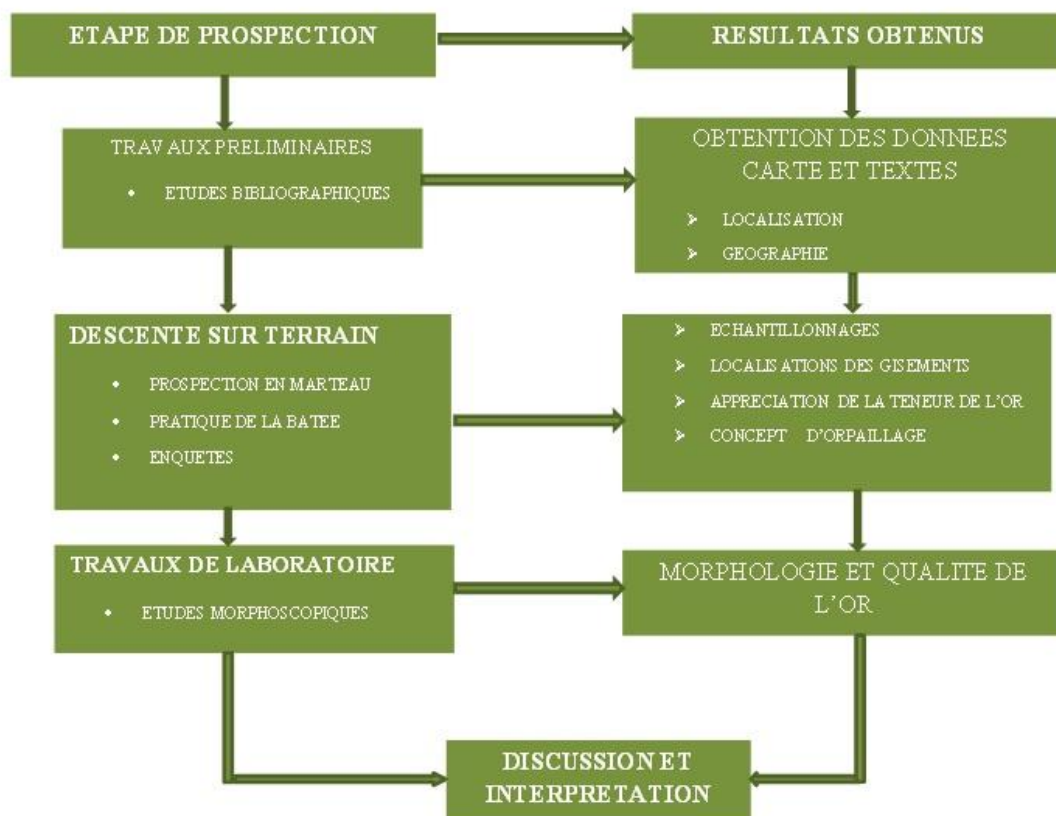 ETAPE DE PROSPECTION
RESULTATS OBTENUS
TRAVAUX PRELIMINAIRES
• ETUDES BIBLIOGRAPHIQUES
OBTENTION DES DONNEES
CARTE ET TEXTES
➢ LOCALISATION
➢ GEOGRAPHIE
DESCENTE SUR TERRAIN
• PROSPECTION EN MARTEAU
• PRATIQUE DE LA BATEE
• ENQUETES
➢ ECHANTILLONNAGES
➢ LOCALISATIONS DES GISEMENTS
➢ APPRECIATION DE LA TENEUR DE L'OR
➢ CONCEPT D'ORPAILLAGE
TRAVAUX DE LABORATOIRE
• ETUDES MORPHOSCOPIQUES
MORPHOLOGIE ET QUALITE DE
L'OR
DISCUSSION ET
INTERPRETATION